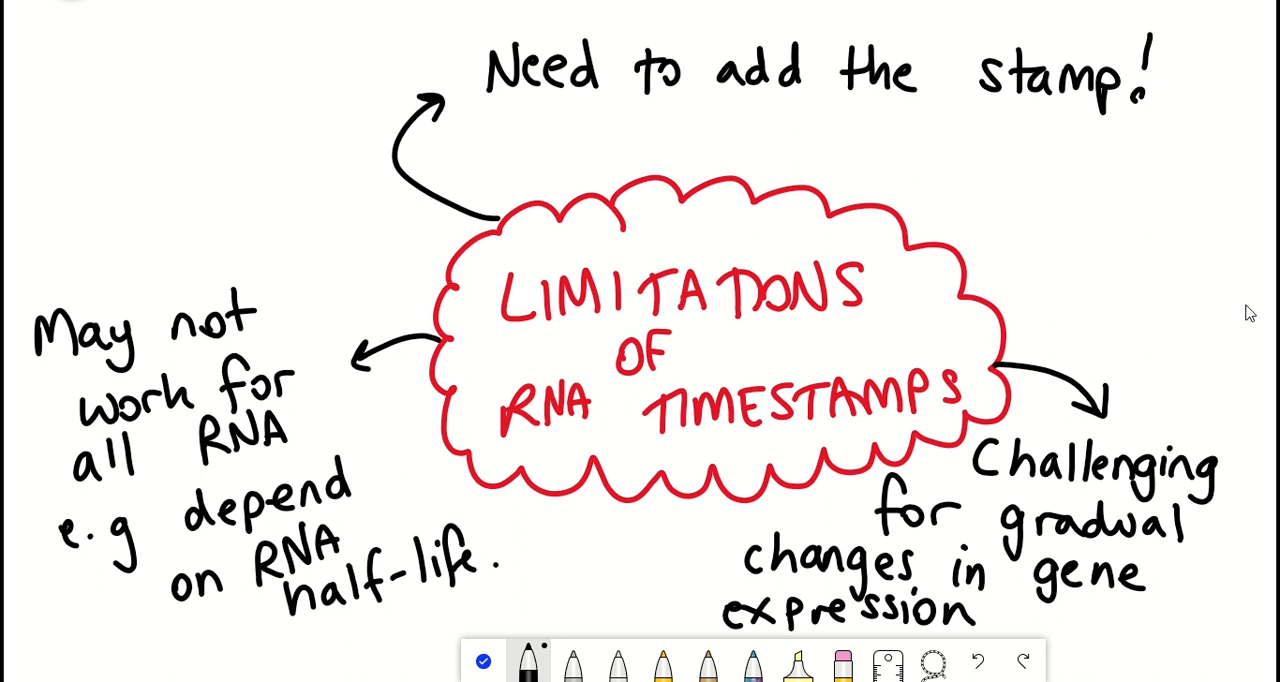 Need to add the stamp!
LIMITATIONS
OF
RNA TIMESTAMPS
May not
work for
all RNA
e.g depend
on RNA
half-life.
Challenging
for gradual
changes in gene
expression